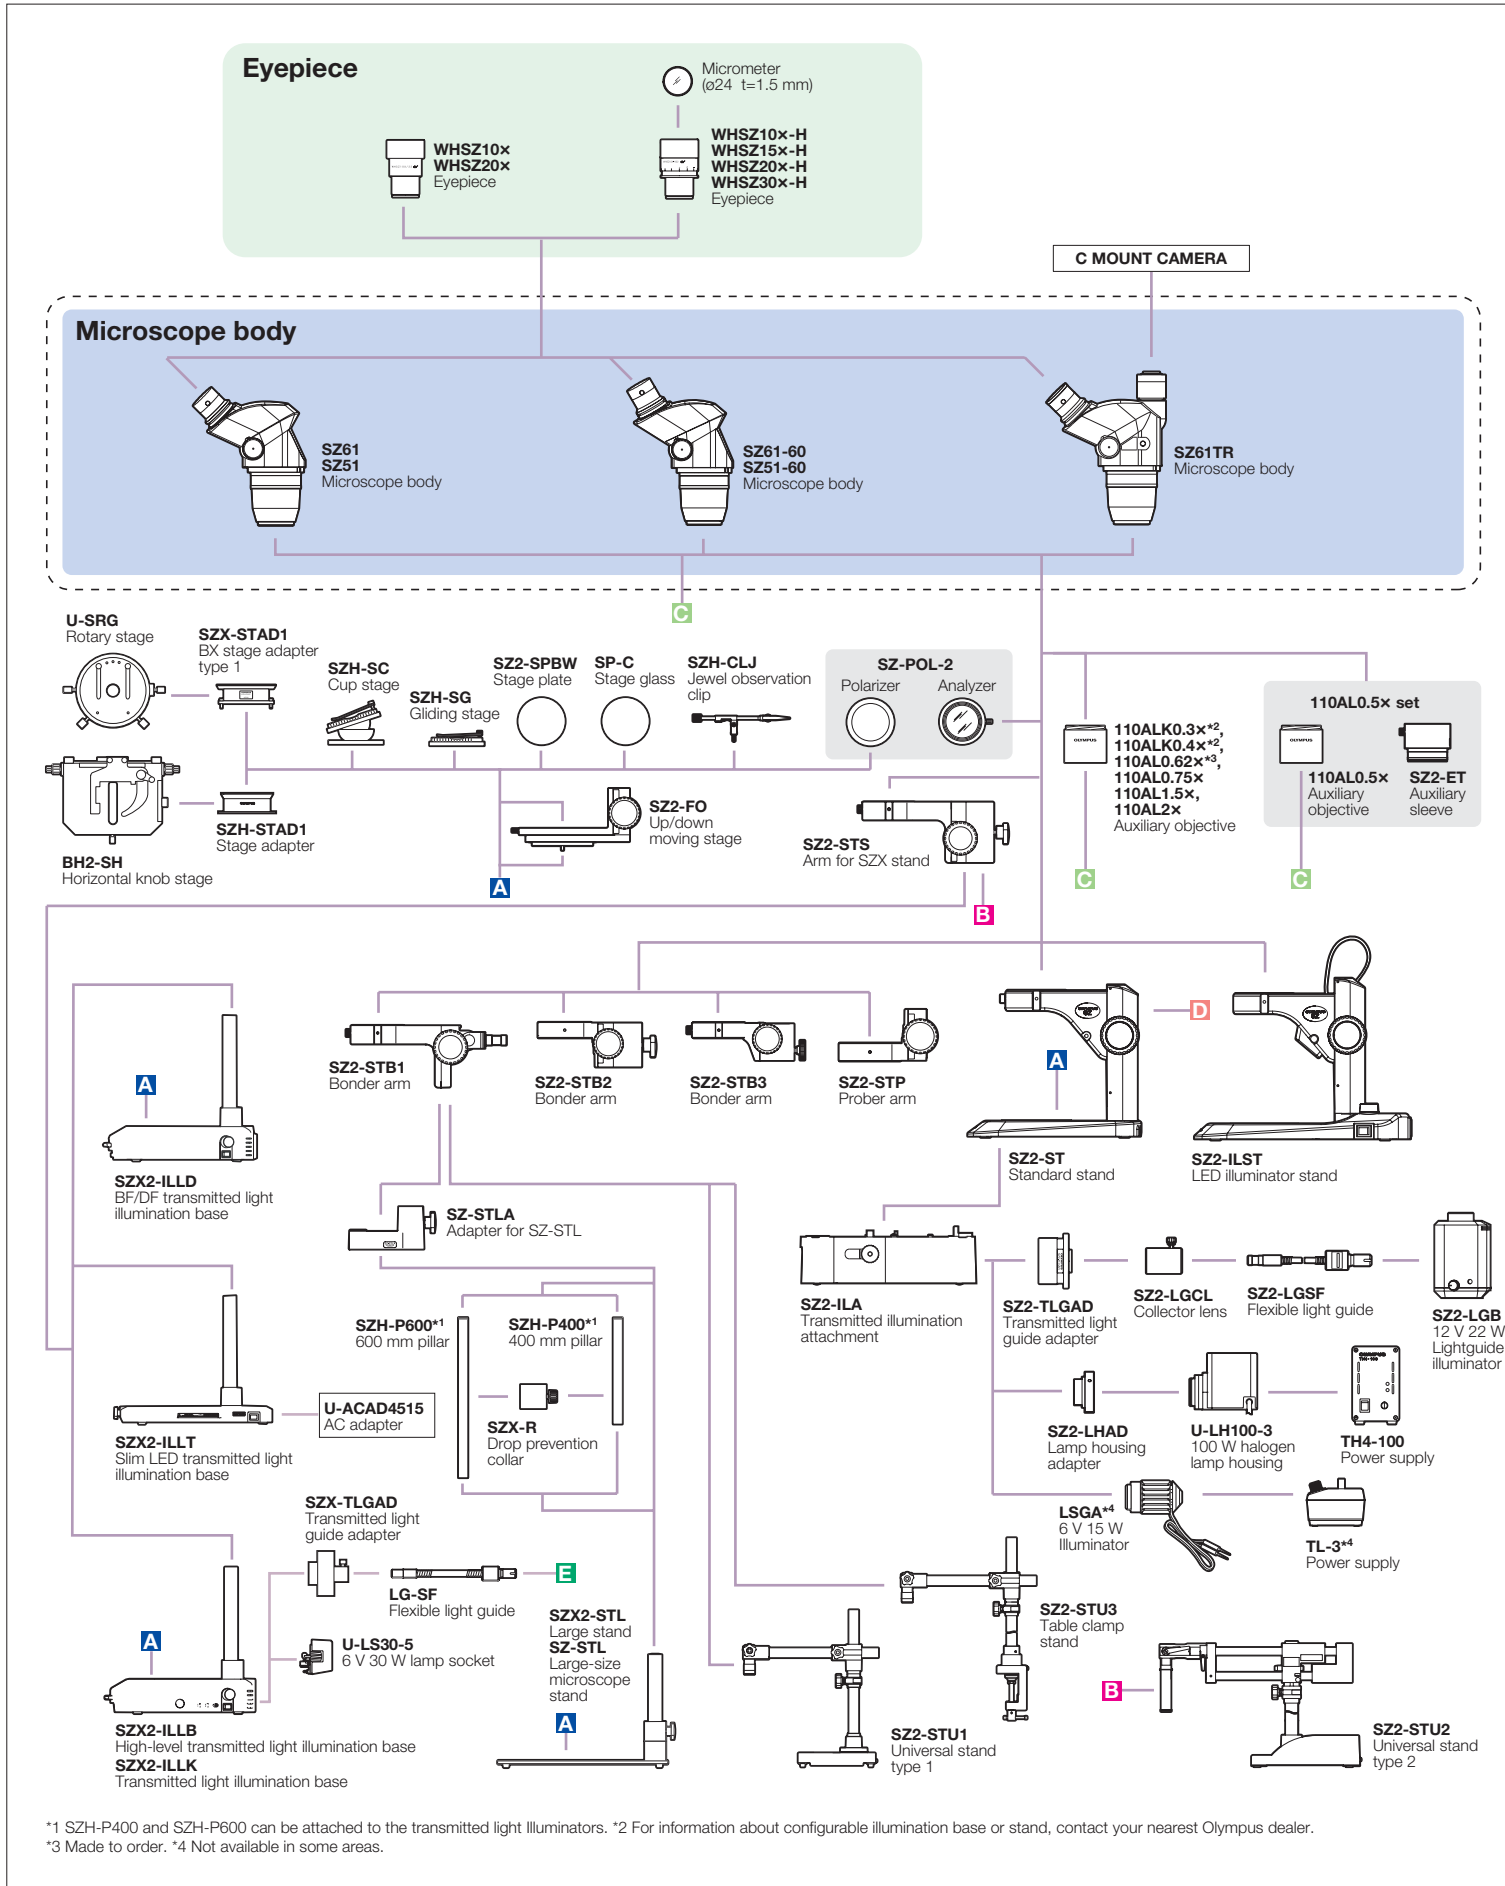 Eyepiece
Micrometer
(ø24  t=1.5 mm)
WHSZ10×
WHSZ20×
Eyepiece
WHSZ10×-H
WHSZ15×-H
WHSZ20×-H
WHSZ30×-H
Eyepiece
C MOUNT CAMERA
Microscope body
SZ61
SZ51
Microscope body
SZ61-60
SZ51-60
Microscope body
SZ61TR
Microscope body
C
U-SRG
Rotary stage
SZX-STAD1
BX stage adapter
type 1
SZH-SC
Cup stage
SZH-SG
Gliding stage
SZ2-SPBW
Stage plate
SP-C
Stage glass
SZH-CLJ
Jewel observation
clip
SZ-POL-2
Polarizer
Analyzer
110ALK0.3×*2,
110ALK0.4×*2,
110AL0.62×*3,
110AL0.75×
110AL1.5×,
110AL2×
Auxiliary objective
OLYMPUS
110AL0.5× set
OLYMPUS
110AL0.5×
Auxiliary
objective
SZ2-ET
Auxiliary
sleeve
BH2-SH
Horizontal knob stage
SZH-STAD1
Stage adapter
SZ2-FO
Up/down
moving stage
SZ2-STS
Arm for SZX stand
A
B
C
C
SZ2-STB1
Bonder arm
SZ2-STB2
Bonder arm
SZ2-STB3
Bonder arm
SZ2-STP
Prober arm
D
A
SZ2-ST
Standard stand
SZ2-ILST
LED illuminator stand
A
SZX2-ILLD
BF/DF transmitted light
illumination base
SZ-STLA
Adapter for SZ-STL
SZ2-ILA
Transmitted illumination
attachment
SZ2-TLGAD
Transmitted light
guide adapter
SZ2-LGCL
Collector lens
SZ2-LGSF
Flexible light guide
SZ2-LGB
12 V 22 W
Lightguide
illuminator
SZH-P600*1
600 mm pillar
SZH-P400*1
400 mm pillar
SZX-R
Drop prevention
collar
U-ACAD4515
AC adapter
SZX2-ILLT
Slim LED transmitted light
illumination base
SZ2-LHAD
Lamp housing
adapter
U-LH100-3
100 W halogen
lamp housing
TH4-100
Power supply
LSGA*4
6 V 15 W
Illuminator
TL-3*4
Power supply
SZX-TLGAD
Transmitted light
guide adapter
LG-SF
Flexible light guide
E
U-LS30-5
6 V 30 W lamp socket
A
SZX2-ILLB
High-level transmitted light illumination base
SZX2-ILLK
Transmitted light illumination base
SZX2-STL
Large stand
SZ-STL
Large-size
microscope
stand
A
SZ2-STU3
Table clamp
stand
SZ2-STU1
Universal stand
type 1
B
SZ2-STU2
Universal stand
type 2
*1 SZH-P400 and SZH-P600 can be attached to the transmitted light Illuminators. *2 For information about configurable illumination base or stand, contact your nearest Olympus dealer.
*3 Made to order. *4 Not available in some areas.